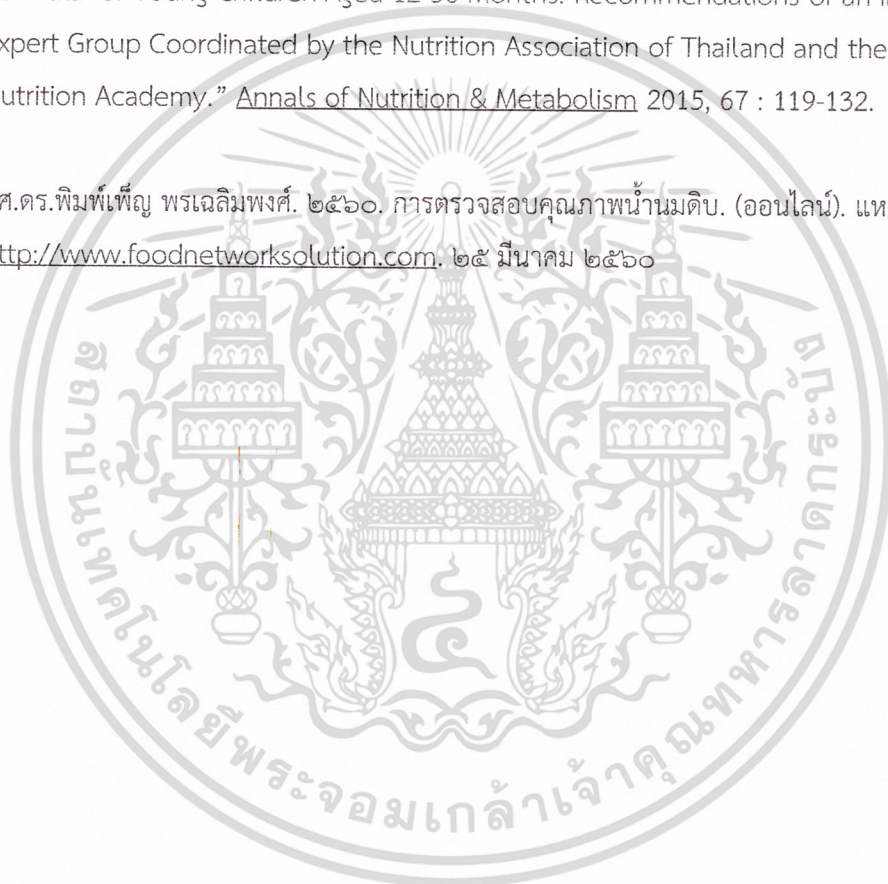 xpert Group Coordinated by the Nutrition Association of Thailand and the
utrition Academy.” Annals of Nutrition & Metabolism 2015, 67 : 119-132.
ศ.ดร.พิมพ์เพ็ญ พรเฉลิมพงศ์. ๒๕๖๐. การตรวจสอบคุณภาพน้ำนมดิบ. (ออนไลน์). แห
ttp://www.foodnetworksolution.com. ๒๕ มีนาคม ๒๕๖๐
สถาบันเทคโนโลยีพระจอมเกล้าเจ้าคุณทหารลาดกระบัง
๔